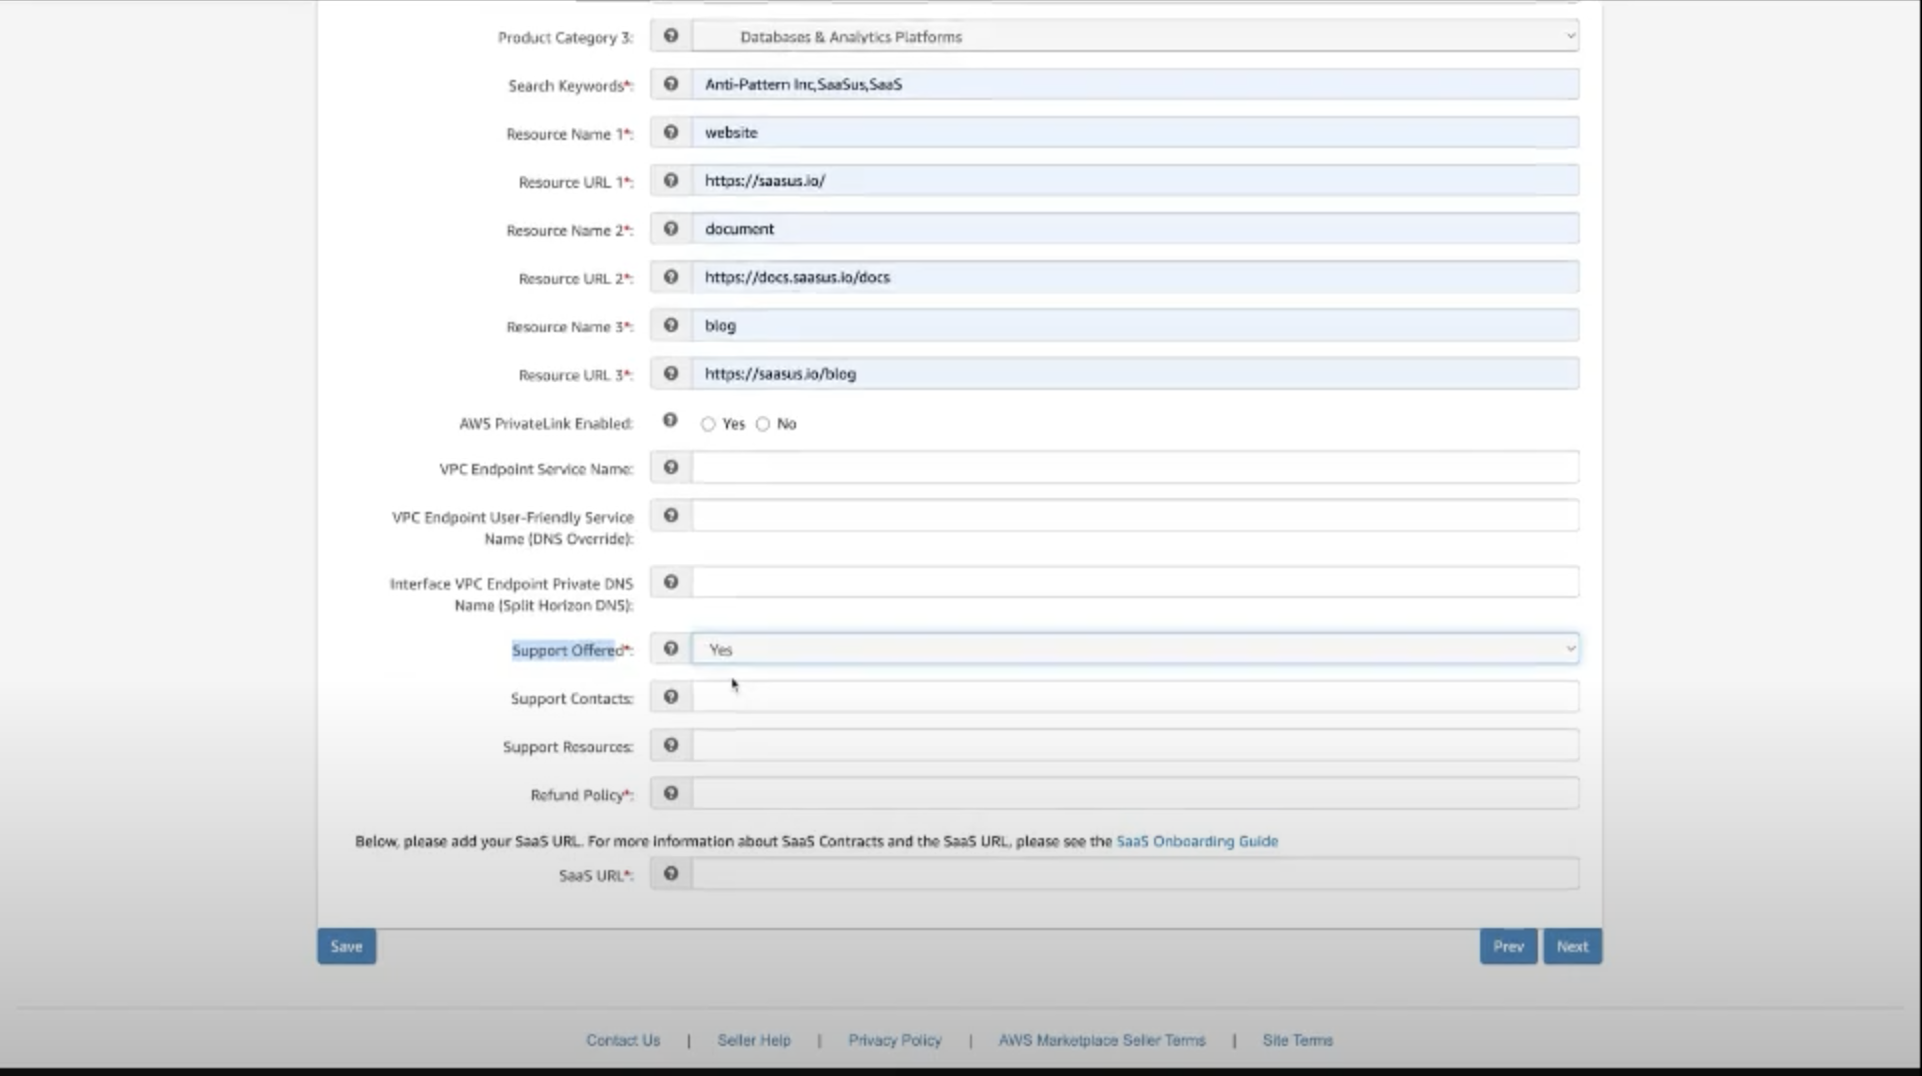 Product Category 3: Databases & Analytics Platforms
Search Keywords*: Anti-Pattern Inc,SaaSus,SaaS
Resource Name 1*: website
Resource URL 1*: https://saasus.io/
Resource Name 2*: document
Resource URL 2*: https://docs.saasus.io/docs
Resource Name 3*: blog
Resource URL 3*: https://saasus.io/blog
AWS PrivateLink Enabled: Yes No
VPC Endpoint Service Name:
VPC Endpoint User-Friendly Service
Name (DNS Override):
Interface VPC Endpoint Private DNS
Name (Split Horizon DNS):
Support Offered*: Yes
Support Contacts:
Support Resources:
Refund Policy*:
Below, please add your SaaS URL. For more information about SaaS Contracts and the SaaS URL, please see the SaaS Onboarding Guide
SaaS URL*:
Save Prev Next
Contact Us | Seller Help | Privacy Policy | AWS Marketplace Seller Terms | Site Terms